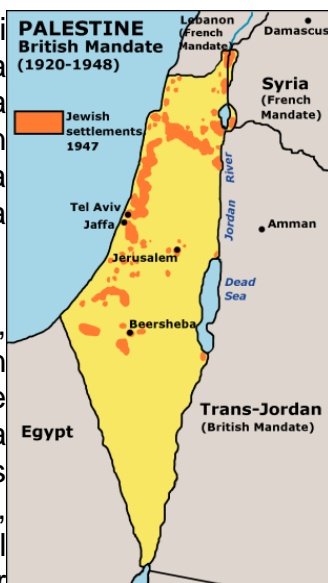 PALESTINE
British Mandate
(1920-1948)
Jewish
settlements
1947
Lebanon
(French
Mandate)
Damascus
Syria
(French
Mandate)
Tel Aviv
Jaffa
Jordan River
Amman
Jerusalem
Dead
Sea
Beersheba
Trans-Jordan
(British Mandate)
Egypt